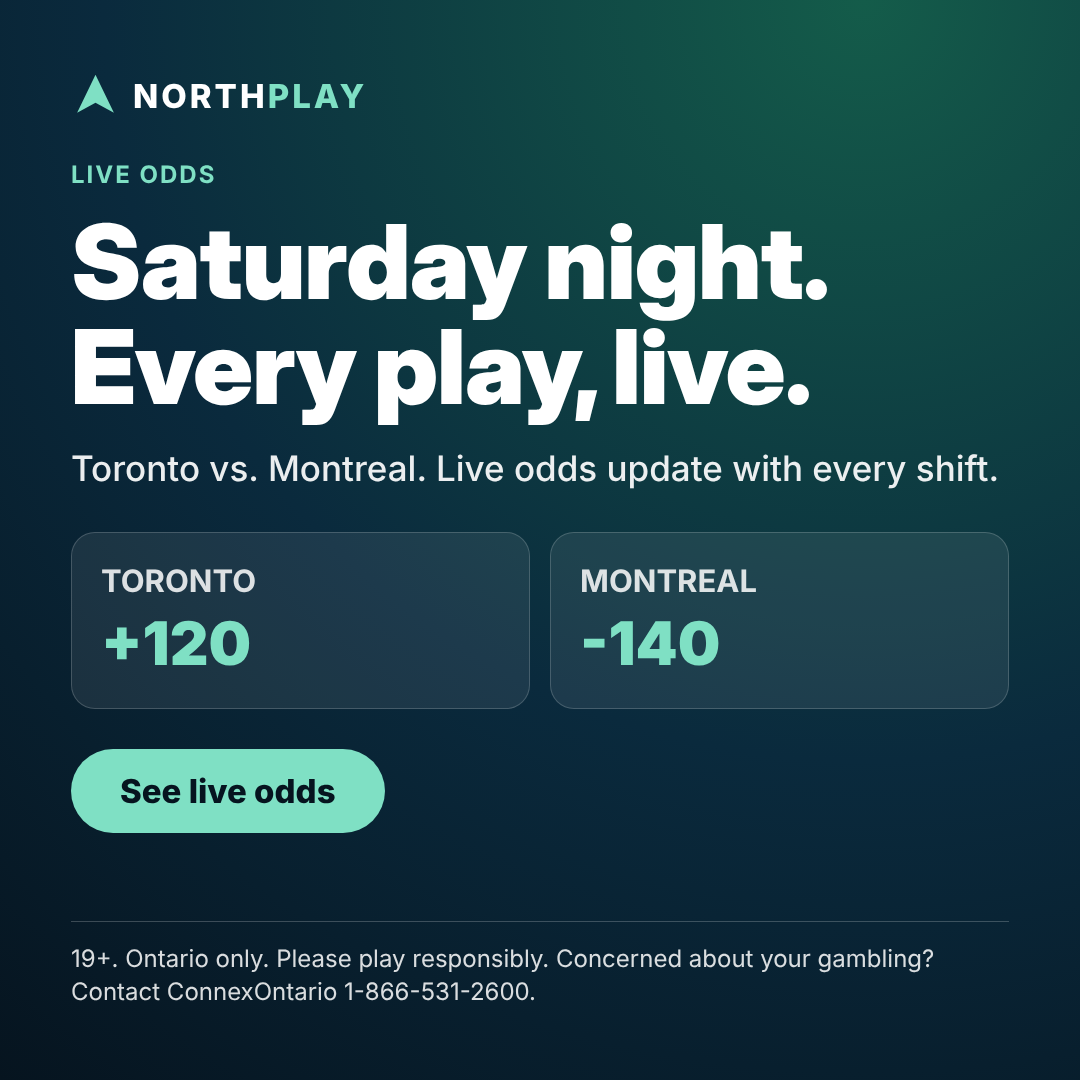 NORTHPLAY
LIVE ODDS
Saturday night.
Every play, live.
Toronto vs. Montreal. Live odds update with every shift.
TORONTO
+120
MONTREAL
-140
See live odds
19+. Ontario only. Please play responsibly. Concerned about your gambling?
Contact ConnexOntario 1-866-531-2600.